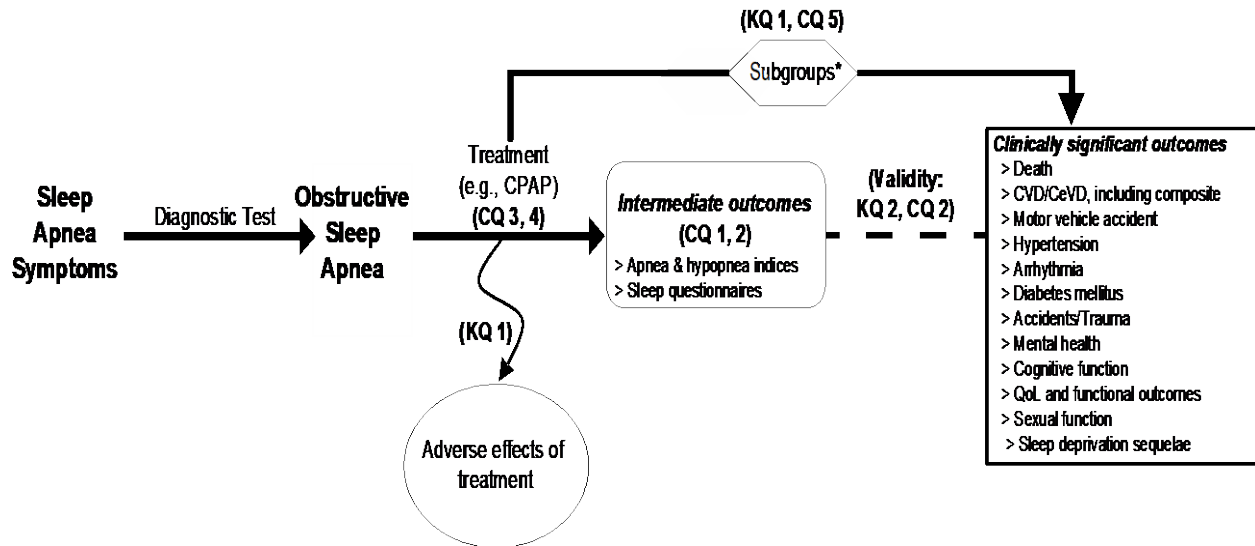 (KQ 1, CQ 5)
Subgroups*
Sleep
Apnea
Symptoms
Diagnostic Test
Obstructive
Sleep
Apnea
Treatment
(e.g., CPAP)
(CQ 3, 4)
(KQ 1)
Adverse effects of
treatment
Intermediate outcomes
(CQ 1, 2)
> Apnea & hypopnea indices
> Sleep questionnaires
(Validity:
KQ 2, CQ 2)
Clinically significant outcomes
> Death
> CVD/CeVD, including composite
> Motor vehicle accident
> Hypertension
> Arrhythmia
> Diabetes mellitus
> Accidents/Trauma
> Mental health
> Cognitive function
> QoL and functional outcomes
> Sexual function
> Sleep deprivation sequelae